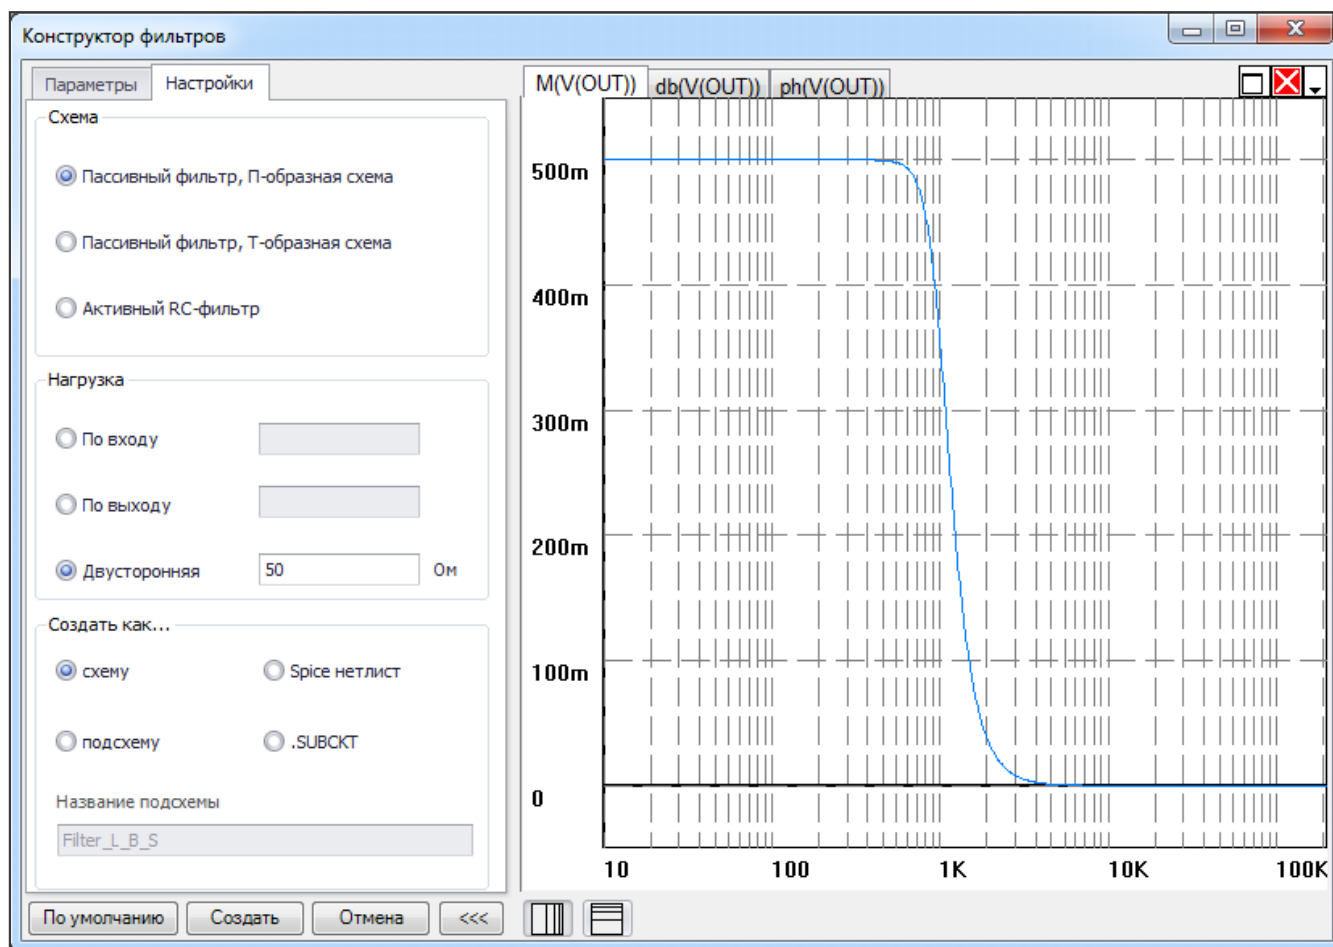 Конструктор фильтров
Параметры Настройки
Схема
Пассивный фильтр, П-образная схема
Пассивный фильтр, Т-образная схема
Активный RC-фильтр
Нагрузка
По входу
По выходу
Двусторонняя 50 Ом
Создать как...
схему Spice нетлист
подсхему .SUBCKT
Название подсхемы
Filter_L_B_S
По умолчанию Создать Отмена <<<
M(V(OUT)) db(V(OUT)) ph(V(OUT))
500m
400m
300m
200m
100m
0
10 100 1K 10K 100K